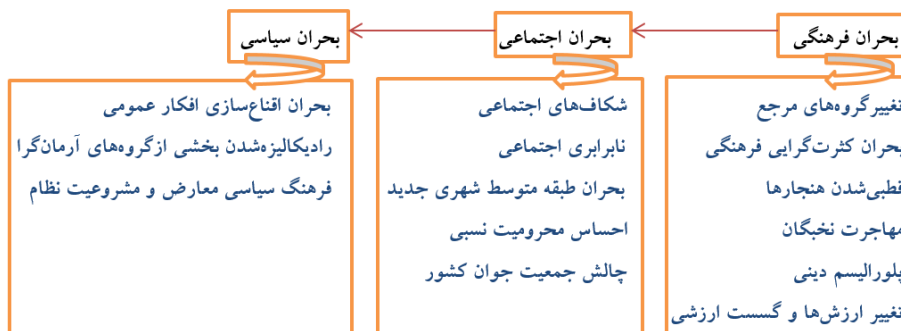 بحران فرهنگی
بحران اجتماعی
بحران سیاسی
تغییرگروه‌های مرجع
بحران کثرت‌گرایی فرهنگی
قطبی‌شدن هنجارها
مهاجرت نخبگان
پلورالیسم دینی
تغییر ارزش‌ها و گسست ارزشی
شکاف‌های اجتماعی
نابرابری اجتماعی
بحران طبقه متوسط شهری جدید
احساس محرومیت نسبی
چالش جمعیت جوان کشور
بحران اقناع‌سازی افکار عمومی
رادیکالیزه‌شدن بخشی ازگروه‌های آرمان‌گرا
فرهنگ سیاسی معارض و مشروعیت نظام